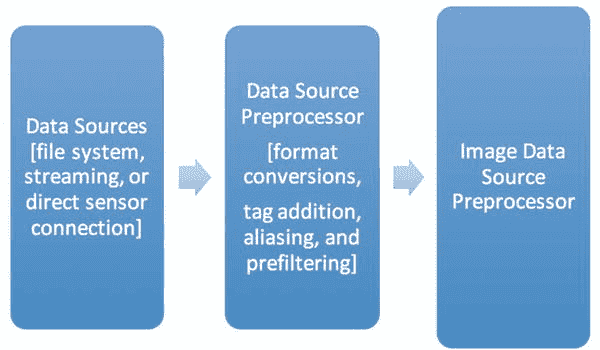 Data Sources
[file system,
streaming, or
direct sensor
connection]
Data Source
Preprocessor
[format
conversions,
tag addition,
aliasing, and
prefiltering]
Image Data
Source
Preprocessor